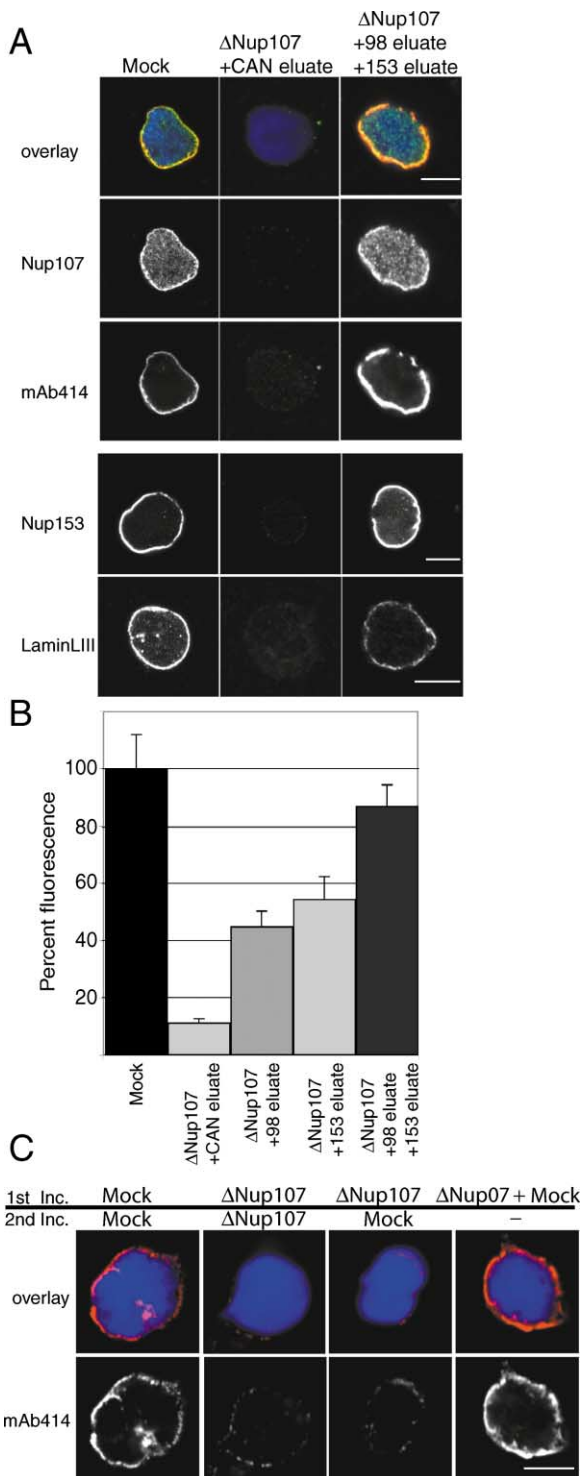 A
Mock
ΔNup107
+CAN eluate
ΔNup107
+98 eluate
+153 eluate
overlay
Nup107
mAb414
Nup153
LaminLIII
B
Percent fluorescence
100
80
60
40
20
Mock
ΔNup107
+CAN eluate
ΔNup107
+98 eluate
ΔNup107
+153 eluate
ΔNup107
+98 eluate
+153 eluate
C
1st Inc. Mock ΔNup107 ΔNup107 ΔNup07 + Mock
2nd Inc. Mock ΔNup107 Mock –
overlay
mAb414